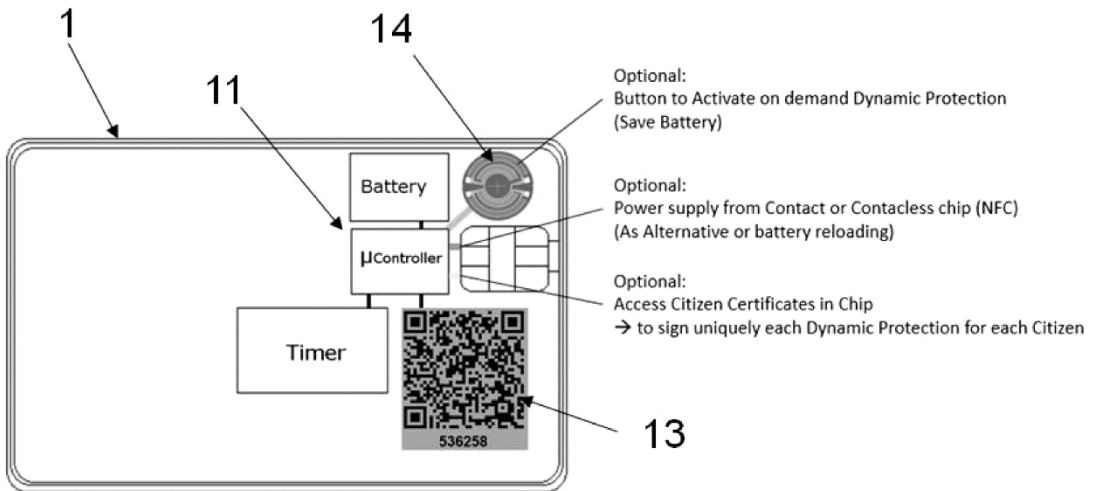 1
14
11
Optional:
Button to Activate on demand Dynamic Protection
(Save Battery)
Battery
Optional:
Power supply from Contact or Contacless chip (NFC)
(As Alternative or battery reloading)
µController
Optional:
Access Citizen Certificates in Chip
→ to sign uniquely each Dynamic Protection for each Citizen
Timer
13
536258